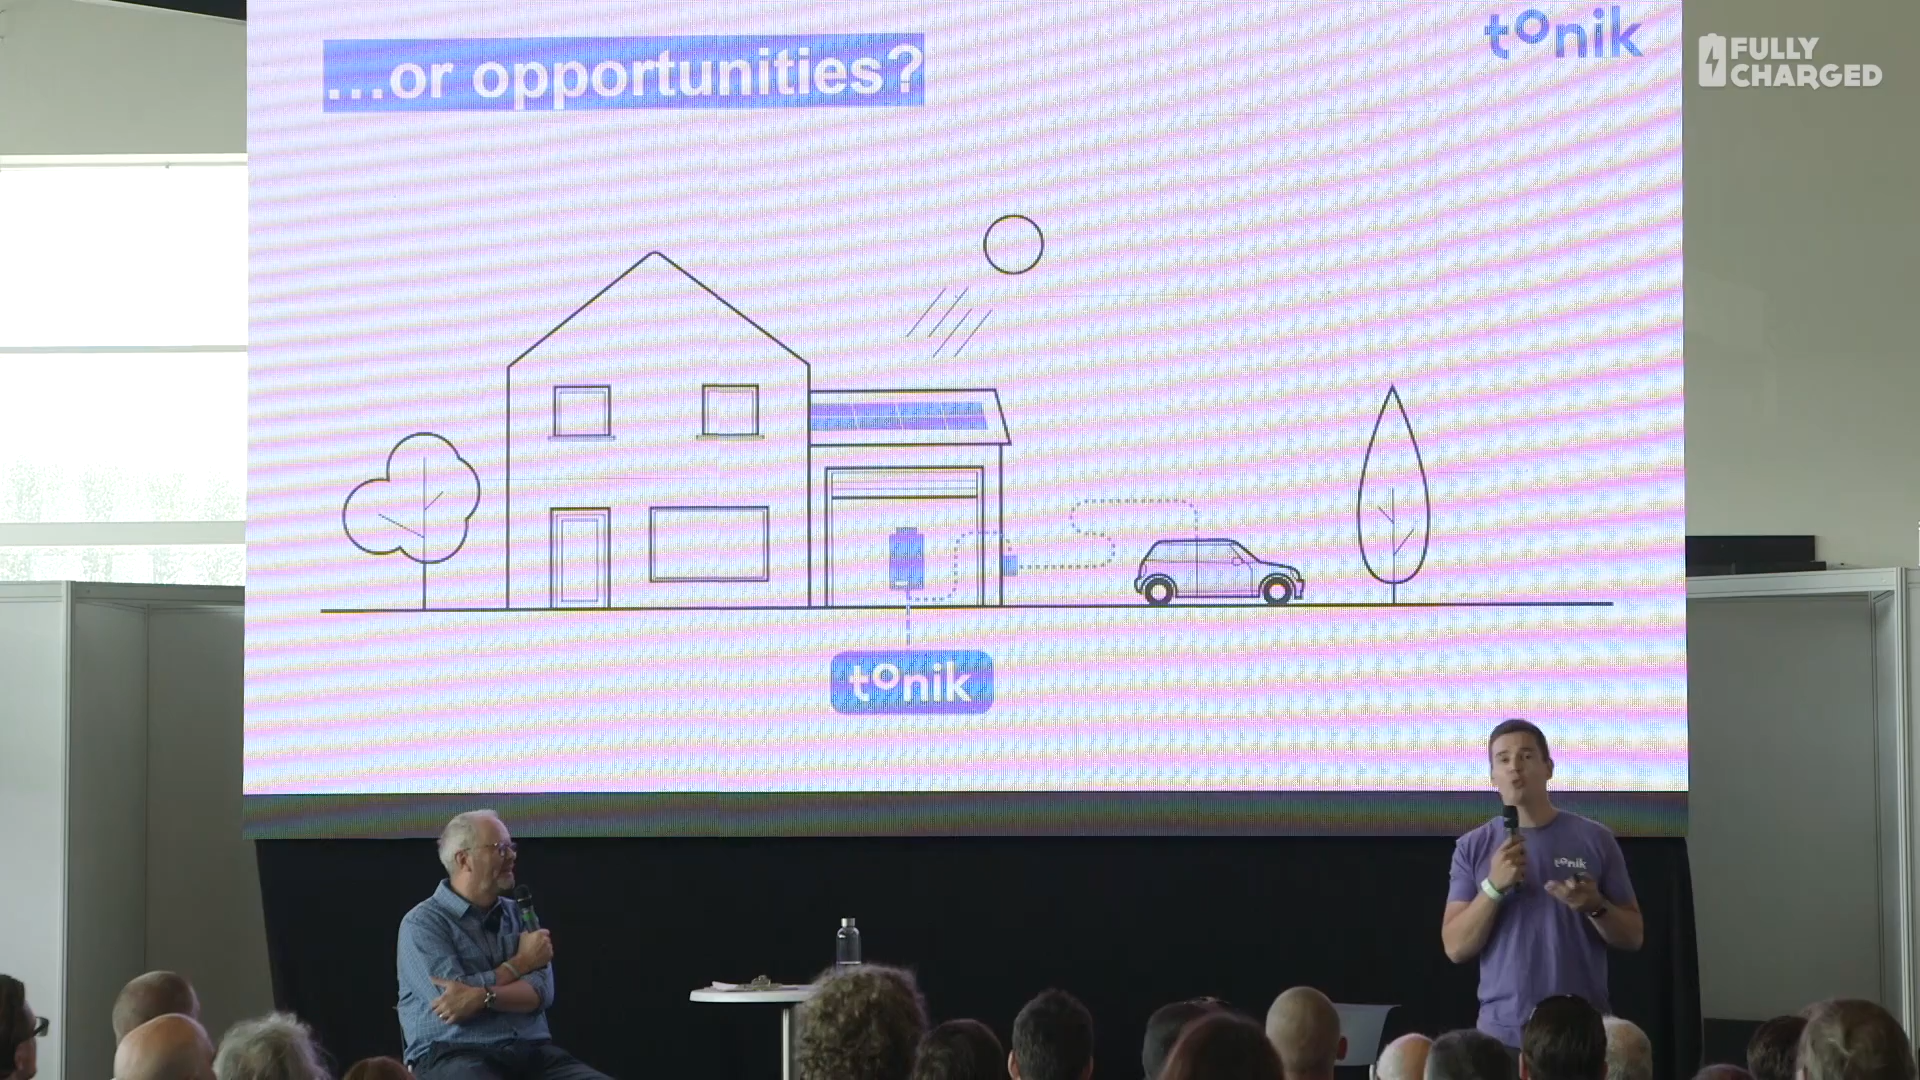 ...or opportunities?
tonik
FULLY
CHARGED
tonik
tonik